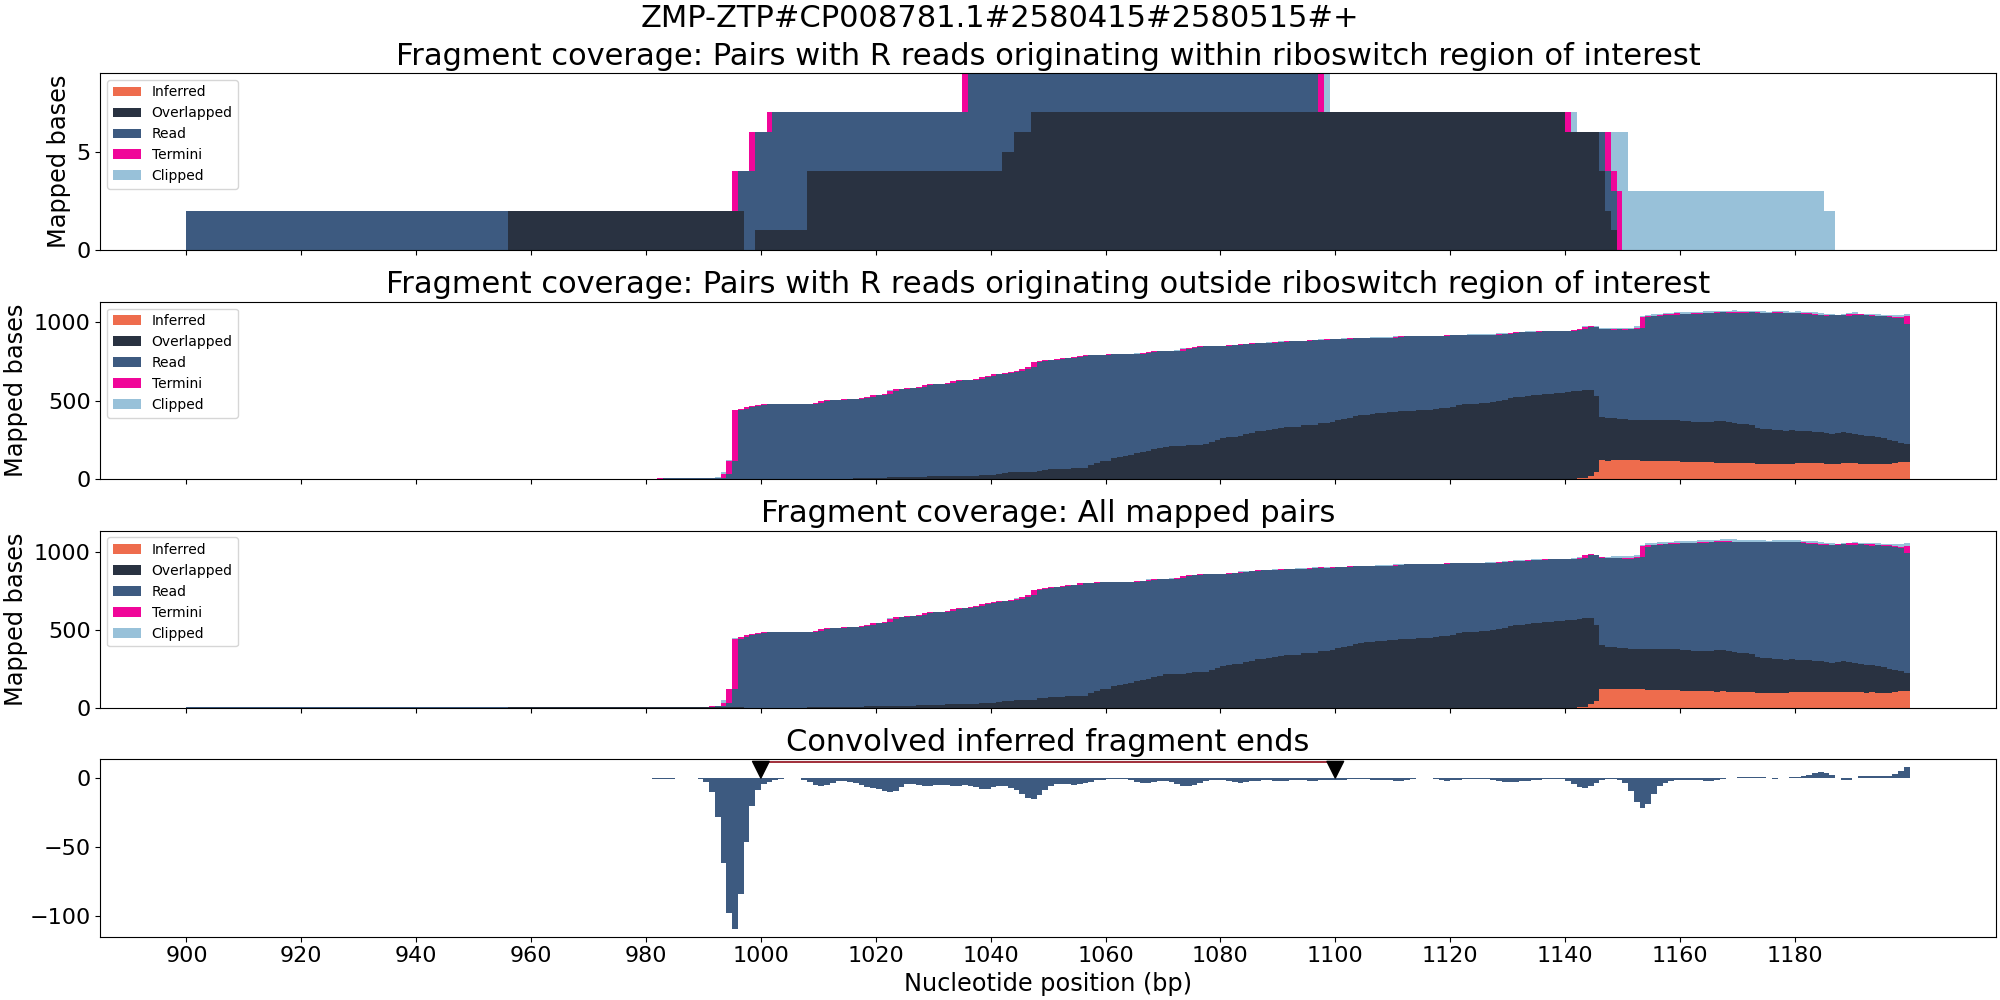 ZMP-ZTP#CP008781.1#2580415#2580515#+
Fragment coverage: Pairs with R reads originating within riboswitch region of interest
Mapped bases
5
0
Inferred
Overlapped
Read
Termini
Clipped
Fragment coverage: Pairs with R reads originating outside riboswitch region of interest
Mapped bases
1000
500
0
Inferred
Overlapped
Read
Termini
Clipped
Fragment coverage: All mapped pairs
Mapped bases
1000
500
0
Inferred
Overlapped
Read
Termini
Clipped
Convolved inferred fragment ends
0
−50
−100
900 920 940 960 980 1000 1020 1040 1060 1080 1100 1120 1140 1160 1180
Nucleotide position (bp)